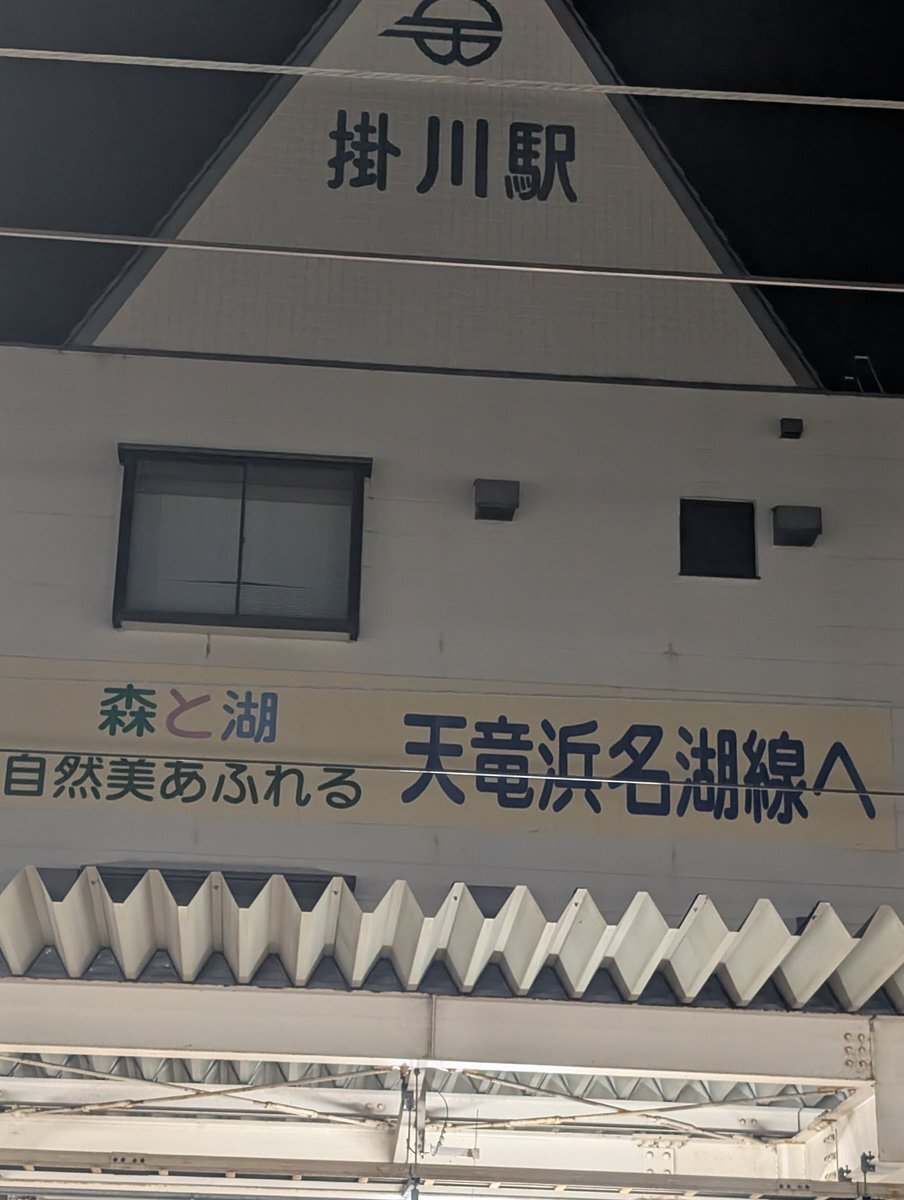 掛川駅
森と湖
自然美あふれる
天竜浜名湖線へ